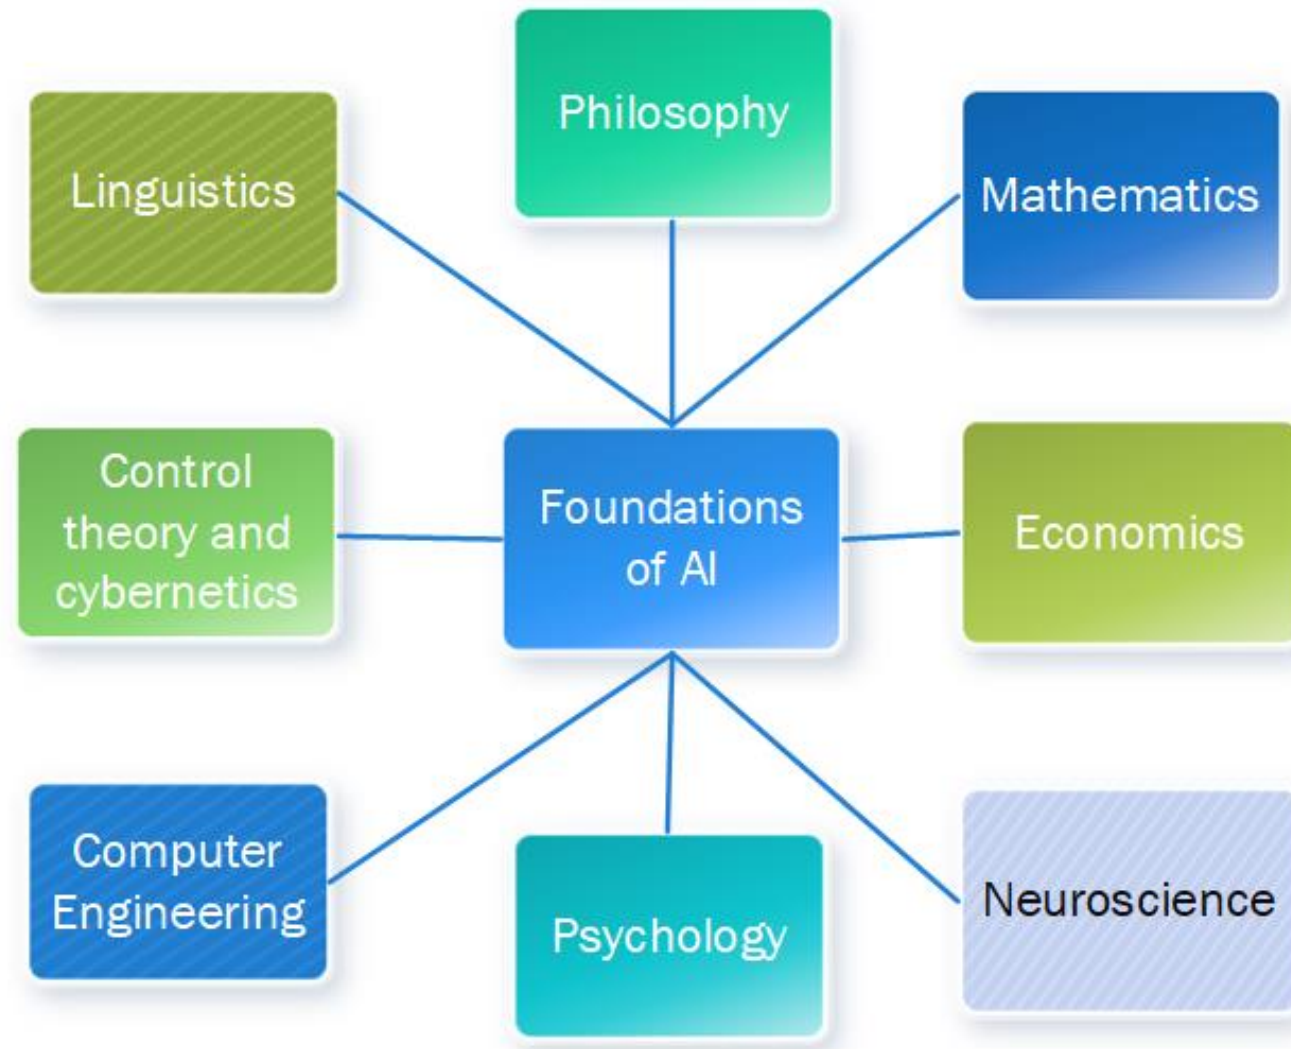 Philosophy
Linguistics
Mathematics
Control
theory and
cybernetics
Foundations
of AI
Economics
Computer
Engineering
Psychology
Neuroscience